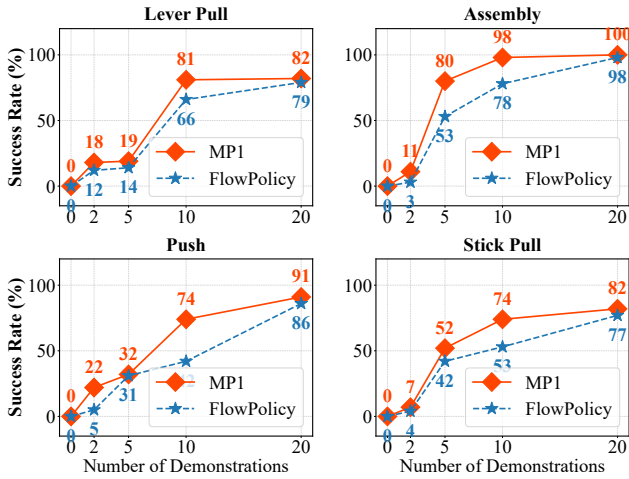 Lever Pull
Success Rate (%)
100
50
0
0 18 19 81 82
0 12 14 66 79
MP1
FlowPolicy
0 2 5 10 20
Assembly
100
50
0
0 11 80 98 100
0 3 53 78 98
MP1
FlowPolicy
0 2 5 10 20
Push
Success Rate (%)
100
50
0
0 22 32 74 91
0 5 31 86
MP1
FlowPolicy
0 2 5 10 20
Number of Demonstrations
Stick Pull
100
50
0
0 7 52 74 82
0 4 42 53 77
MP1
FlowPolicy
0 2 5 10 20
Number of Demonstrations